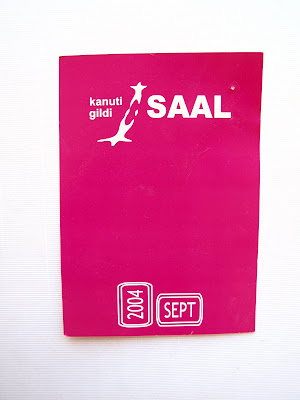 kanuti
gildi
SAAL
2004
SEPT